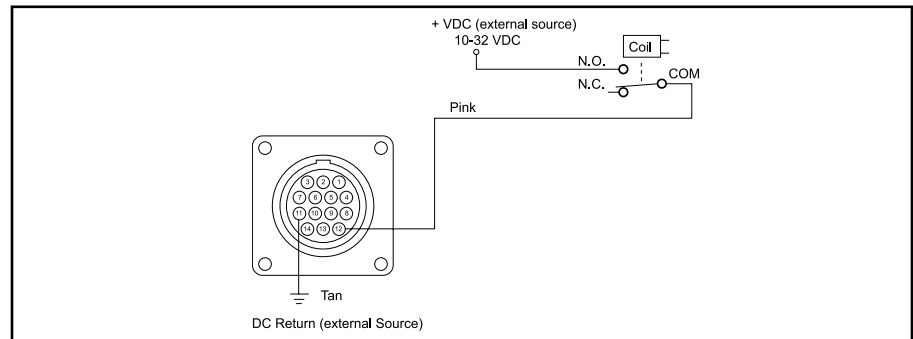 + VDC (external source)
10-32 VDC
Coil
N.O.
COM
N.C.
Pink
3 2 1
7 6 5 4
11 10 9 8
14 13 12
Tan
DC Return (external Source)